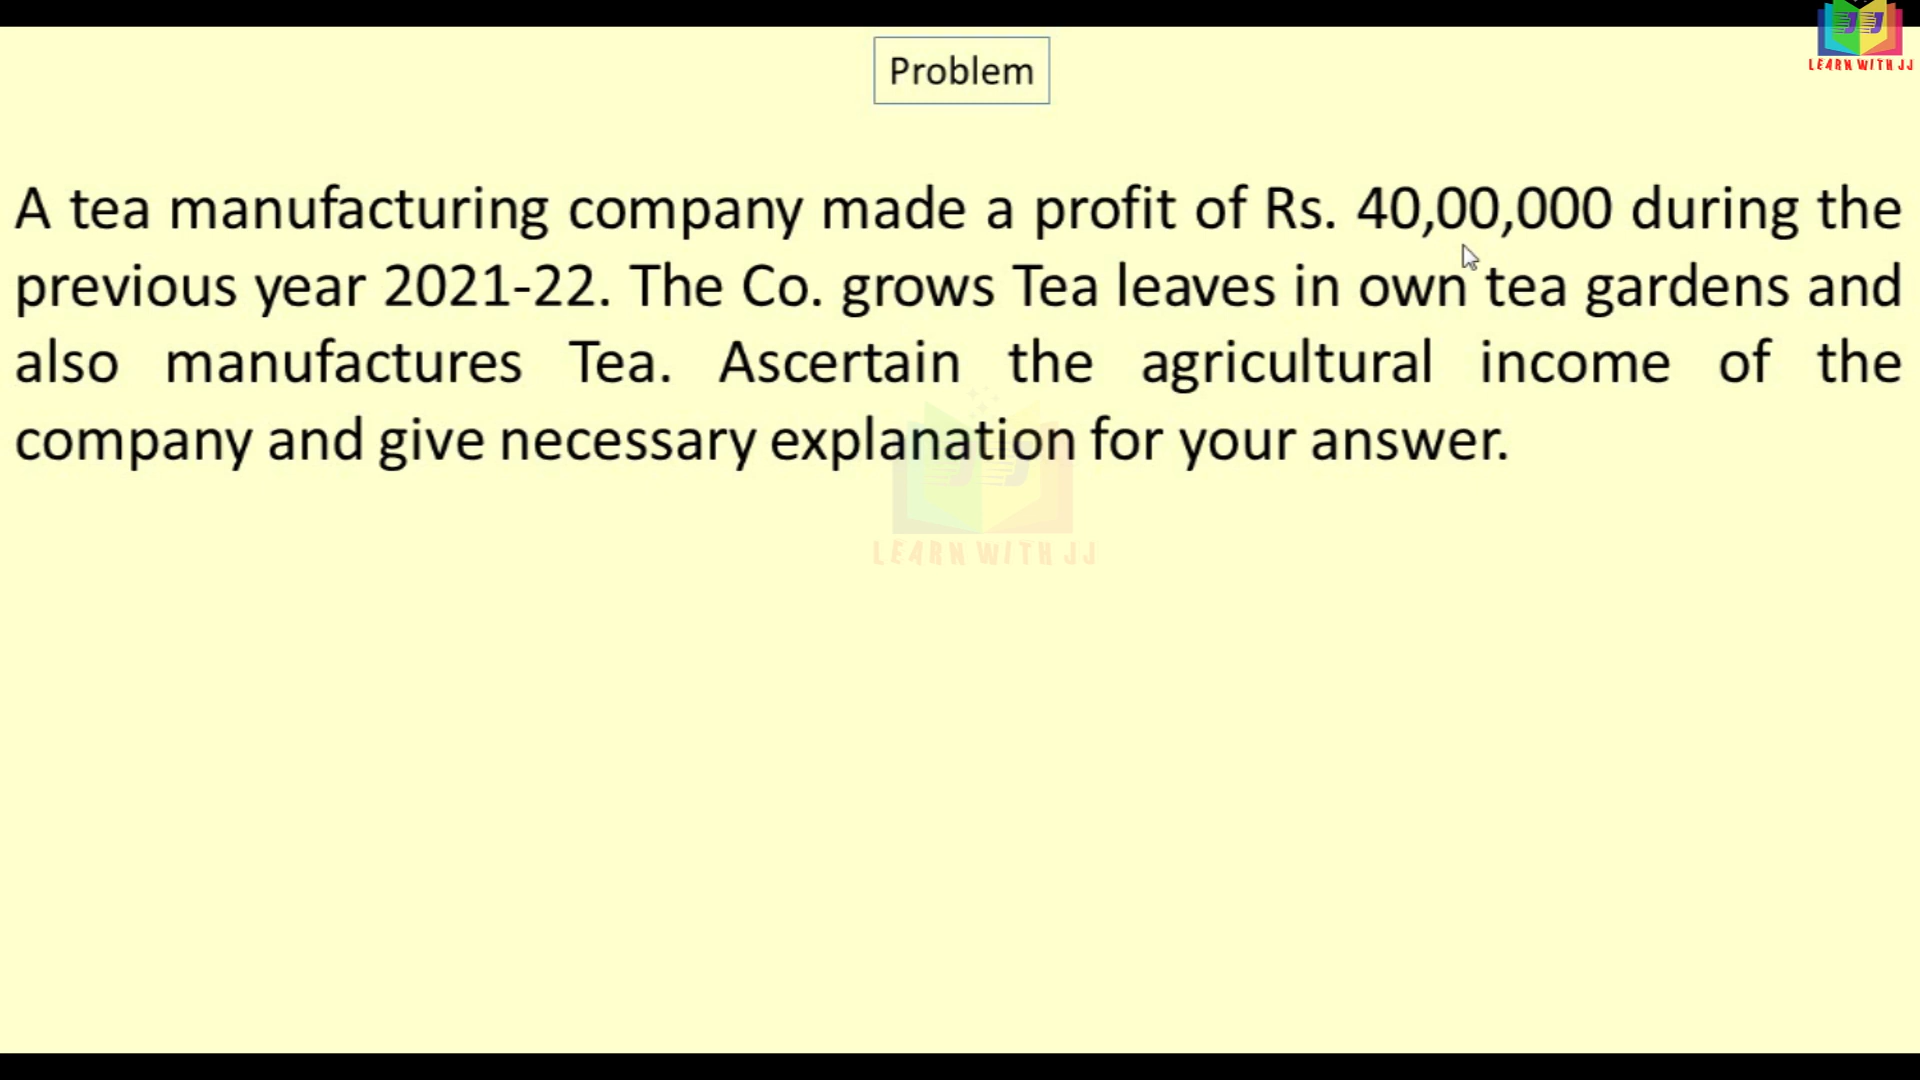 LEARN WITH JJ
Problem
A tea manufacturing company made a profit of Rs. 40,00,000 during the
previous year 2021-22. The Co. grows Tea leaves in own tea gardens and
also manufactures Tea. Ascertain the agricultural income of the
company and give necessary explanation for your answer.
LEARN WITH JJ